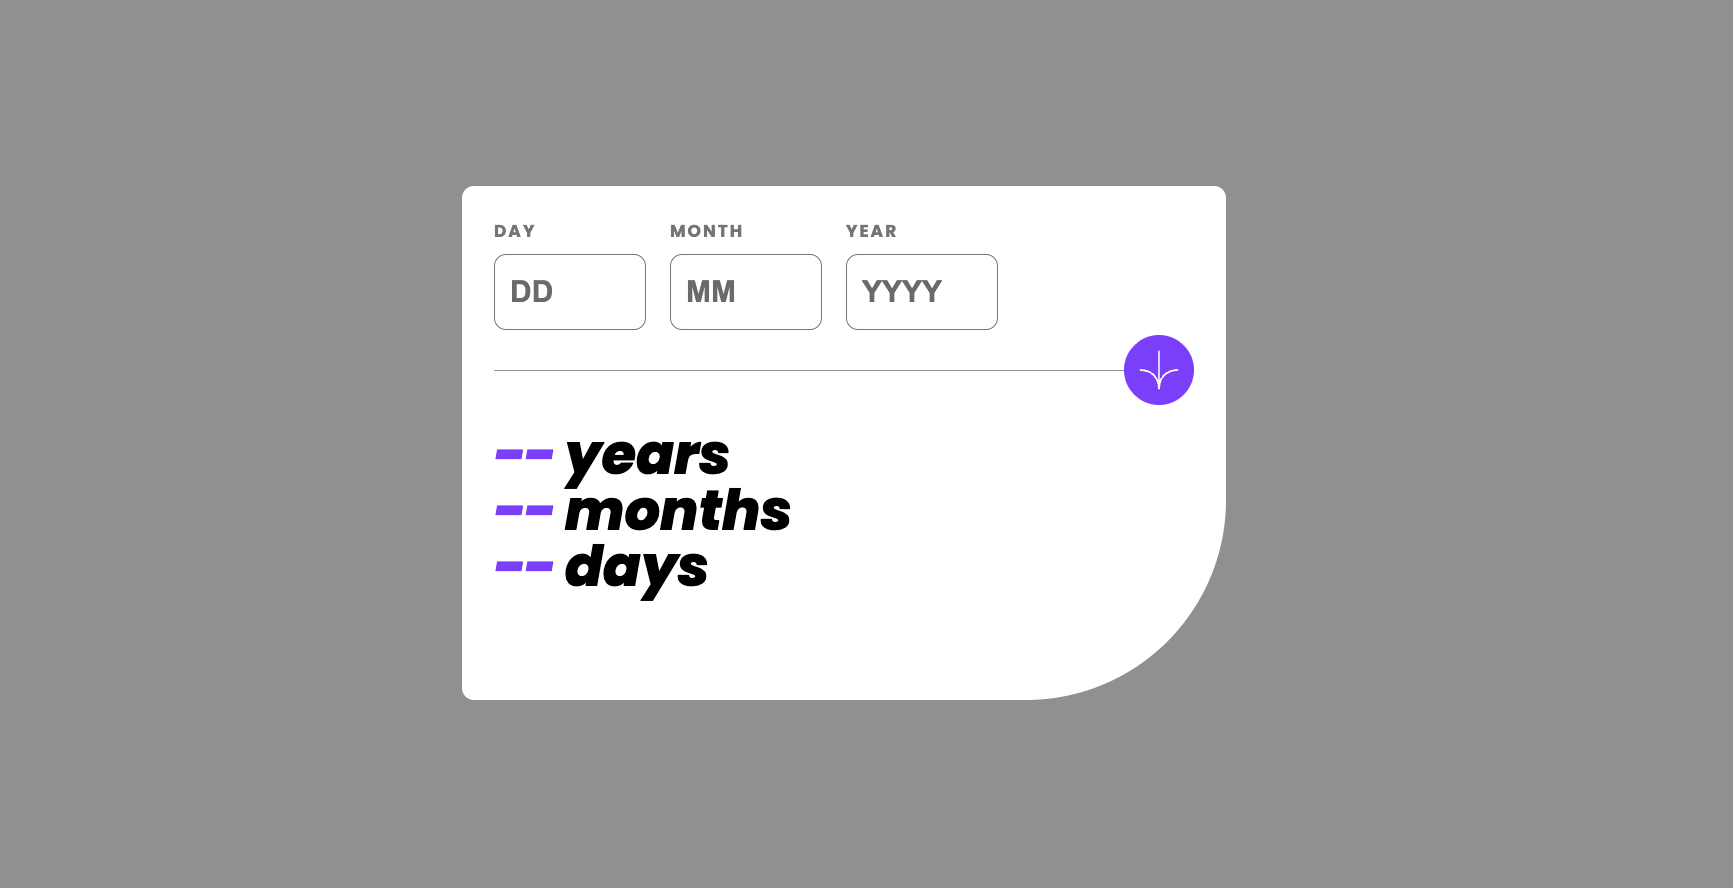 DAY MONTH YEAR
DD MM YYYY
-- years
-- months
-- days